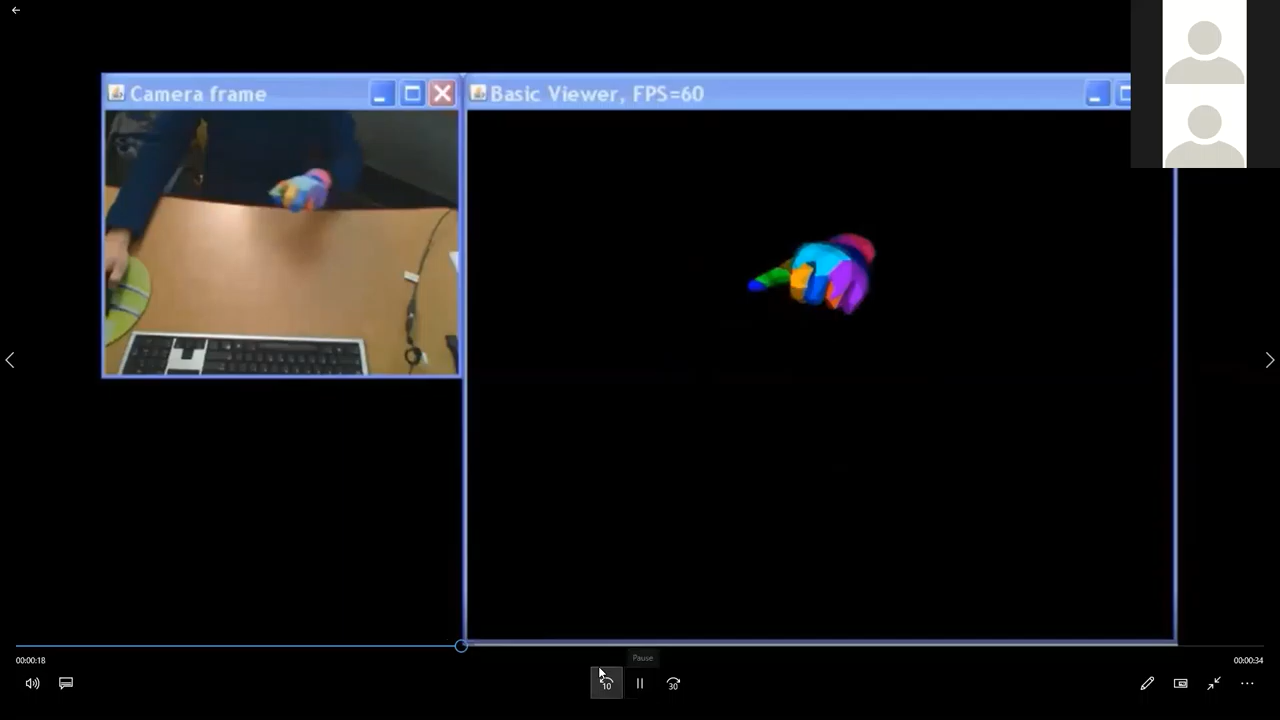 Camera frame
Basic Viewer, FPS=60
Pause
00:00:18
00:00:34
10
30